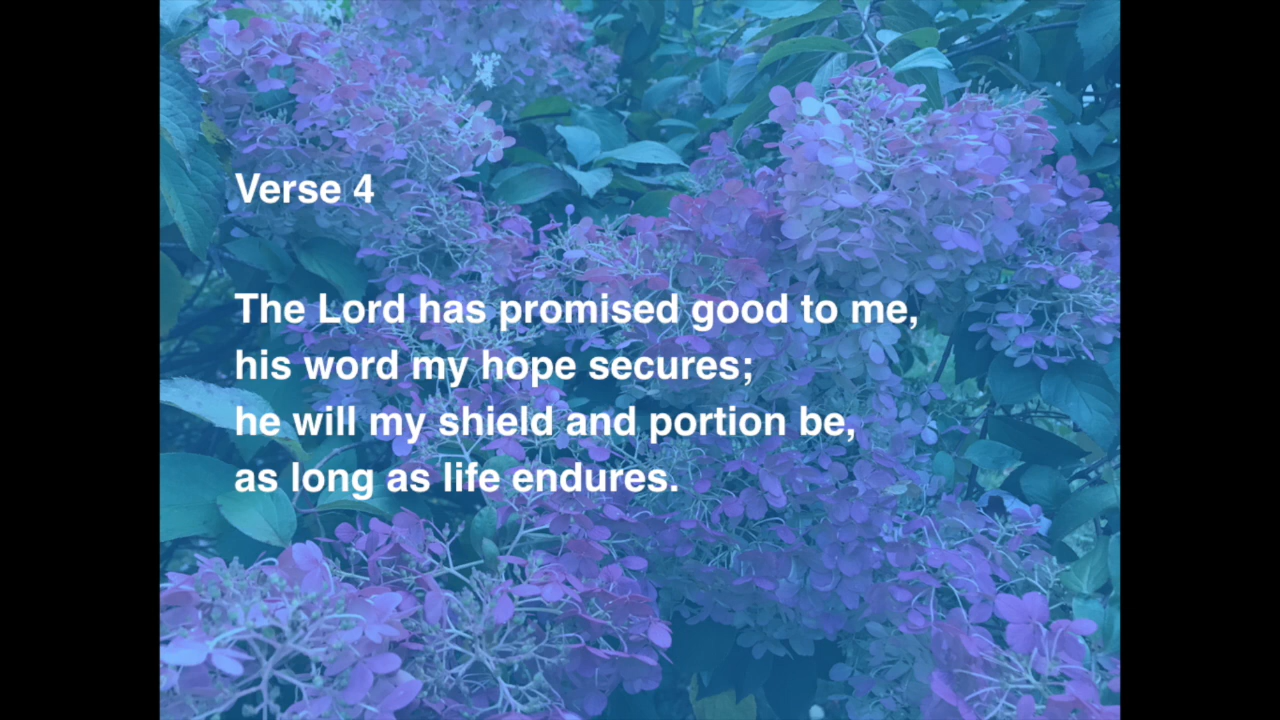 Verse 4
The Lord has promised good to me,
his word my hope secures;
he will my shield and portion be,
as long as life endures.